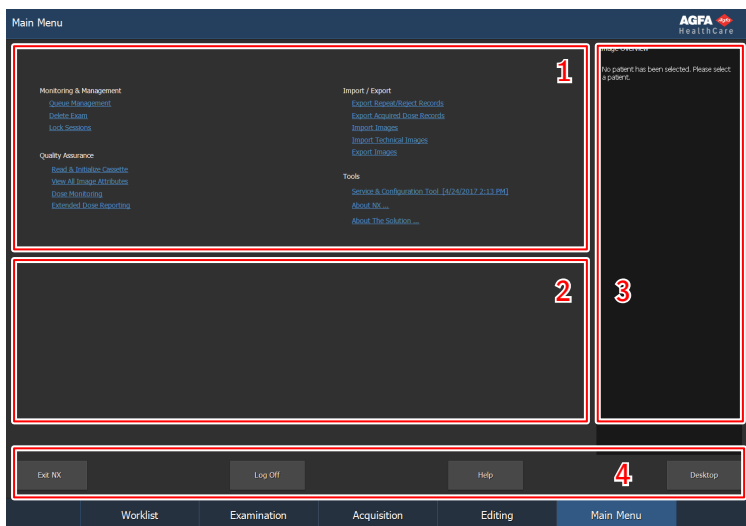 Main Menu
AGFA
HealthCare
1
Image Overview
No patient has been selected. Please select
a patient.
Monitoring & Management
Queue Management
Delete Exam
Lock Sessions
Quality Assurance
Read & Initialize Cassette
View All Image Attributes
Dose Monitoring
Extended Dose Reporting
Import / Export
Export Repeat/Reject Records
Export Acquired Dose Records
Import Images
Import Technical Images
Export Images
Tools
Service & Configuration Tool [4/24/2017 2:13 PM]
About NX ...
About The Solution ...
2
3
4
Exit NX
Log Off
Help
Desktop
Worklist
Examination
Acquisition
Editing
Main Menu